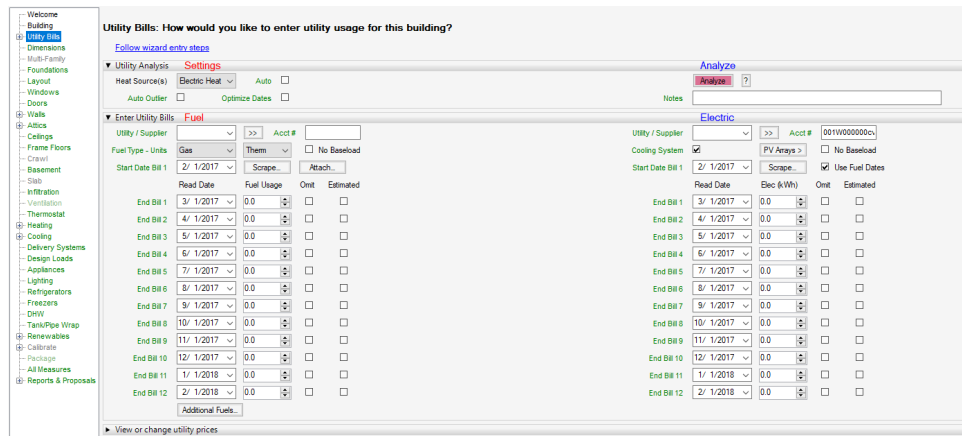 Welcome
Building
Utility Bills
Dimensions
Multi-Family
Foundations
Layout
Windows
Doors
Walls
Attics
Ceilings
Frame Floors
Crawl
Basement
Slab
Infiltration
Ventilation
Thermostat
Heating
Cooling
Delivery Systems
Design Loads
Appliances
Lighting
Refrigerators
Freezers
DHW
Tank/Pipe Wrap
Renewables
Calibrate
Package
All Measures
Reports & Proposals
Utility Bills: How would you like to enter utility usage for this building?
Follow wizard entry steps
Utility Analysis Settings Analyze
Heat Source(s) Electric Heat Auto Analyze ?
Auto Outlier Optimize Dates Notes
Enter Utility Bills Fuel Electric
Utility / Supplier >> Acct # Utility / Supplier >> Acct # 001W000000cv
Fuel Type - Units Gas Therm No Baseload Cooling System PV Arrays > No Baseload
Start Date Bill 1 2/ 1/2017 Scrape... Attach... Start Date Bill 1 2/ 1/2017 Scrape... Use Fuel Dates
Read Date Fuel Usage Omit Estimated Read Date Elec (kWh) Omit Estimated
End Bill 1 3/ 1/2017 0.0 End Bill 1 3/ 1/2017 0.0
End Bill 2 4/ 1/2017 0.0 End Bill 2 4/ 1/2017 0.0
End Bill 3 5/ 1/2017 0.0 End Bill 3 5/ 1/2017 0.0
End Bill 4 6/ 1/2017 0.0 End Bill 4 6/ 1/2017 0.0
End Bill 5 7/ 1/2017 0.0 End Bill 5 7/ 1/2017 0.0
End Bill 6 8/ 1/2017 0.0 End Bill 6 8/ 1/2017 0.0
End Bill 7 9/ 1/2017 0.0 End Bill 7 9/ 1/2017 0.0
End Bill 8 10/ 1/2017 0.0 End Bill 8 10/ 1/2017 0.0
End Bill 9 11/ 1/2017 0.0 End Bill 9 11/ 1/2017 0.0
End Bill 10 12/ 1/2017 0.0 End Bill 10 12/ 1/2017 0.0
End Bill 11 1/ 1/2018 0.0 End Bill 11 1/ 1/2018 0.0
End Bill 12 2/ 1/2018 0.0 End Bill 12 2/ 1/2018 0.0
Additional Fuels...
View or change utility prices